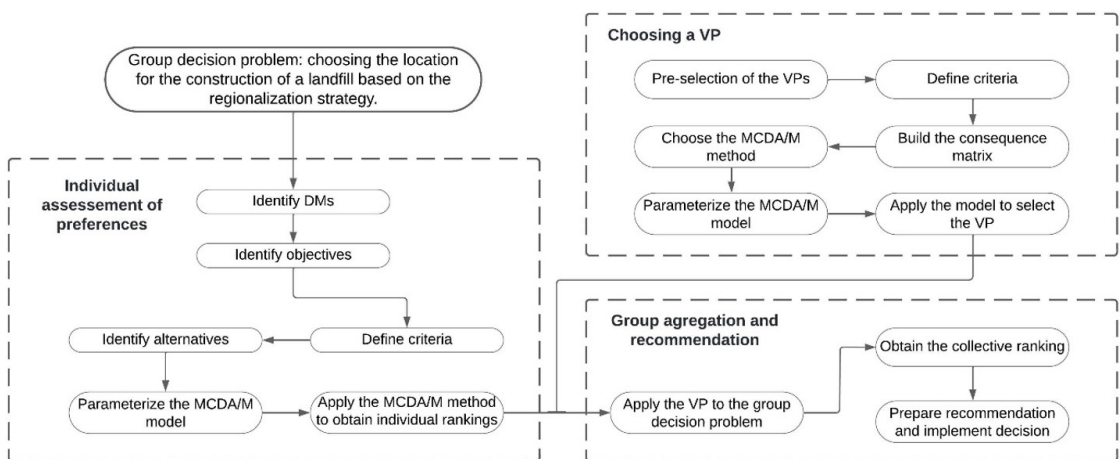 Group decision problem: choosing the location
for the construction of a landfill based on the
regionalization strategy.
Individual
assessment of
preferences
Identify DMs
Identify objectives
Define criteria
Identify alternatives
Parameterize the MCDA/M
model
Apply the MCDA/M method
to obtain individual rankings
Choosing a VP
Pre-selection of the VPs
Define criteria
Build the consequence
matrix
Choose the MCDA/M
method
Parameterize the MCDA/M
model
Apply the model to select
the VP
Group agregation and
recommendation
Apply the VP to the group
decision problem
Obtain the collective ranking
Prepare recommendation
and implement decision